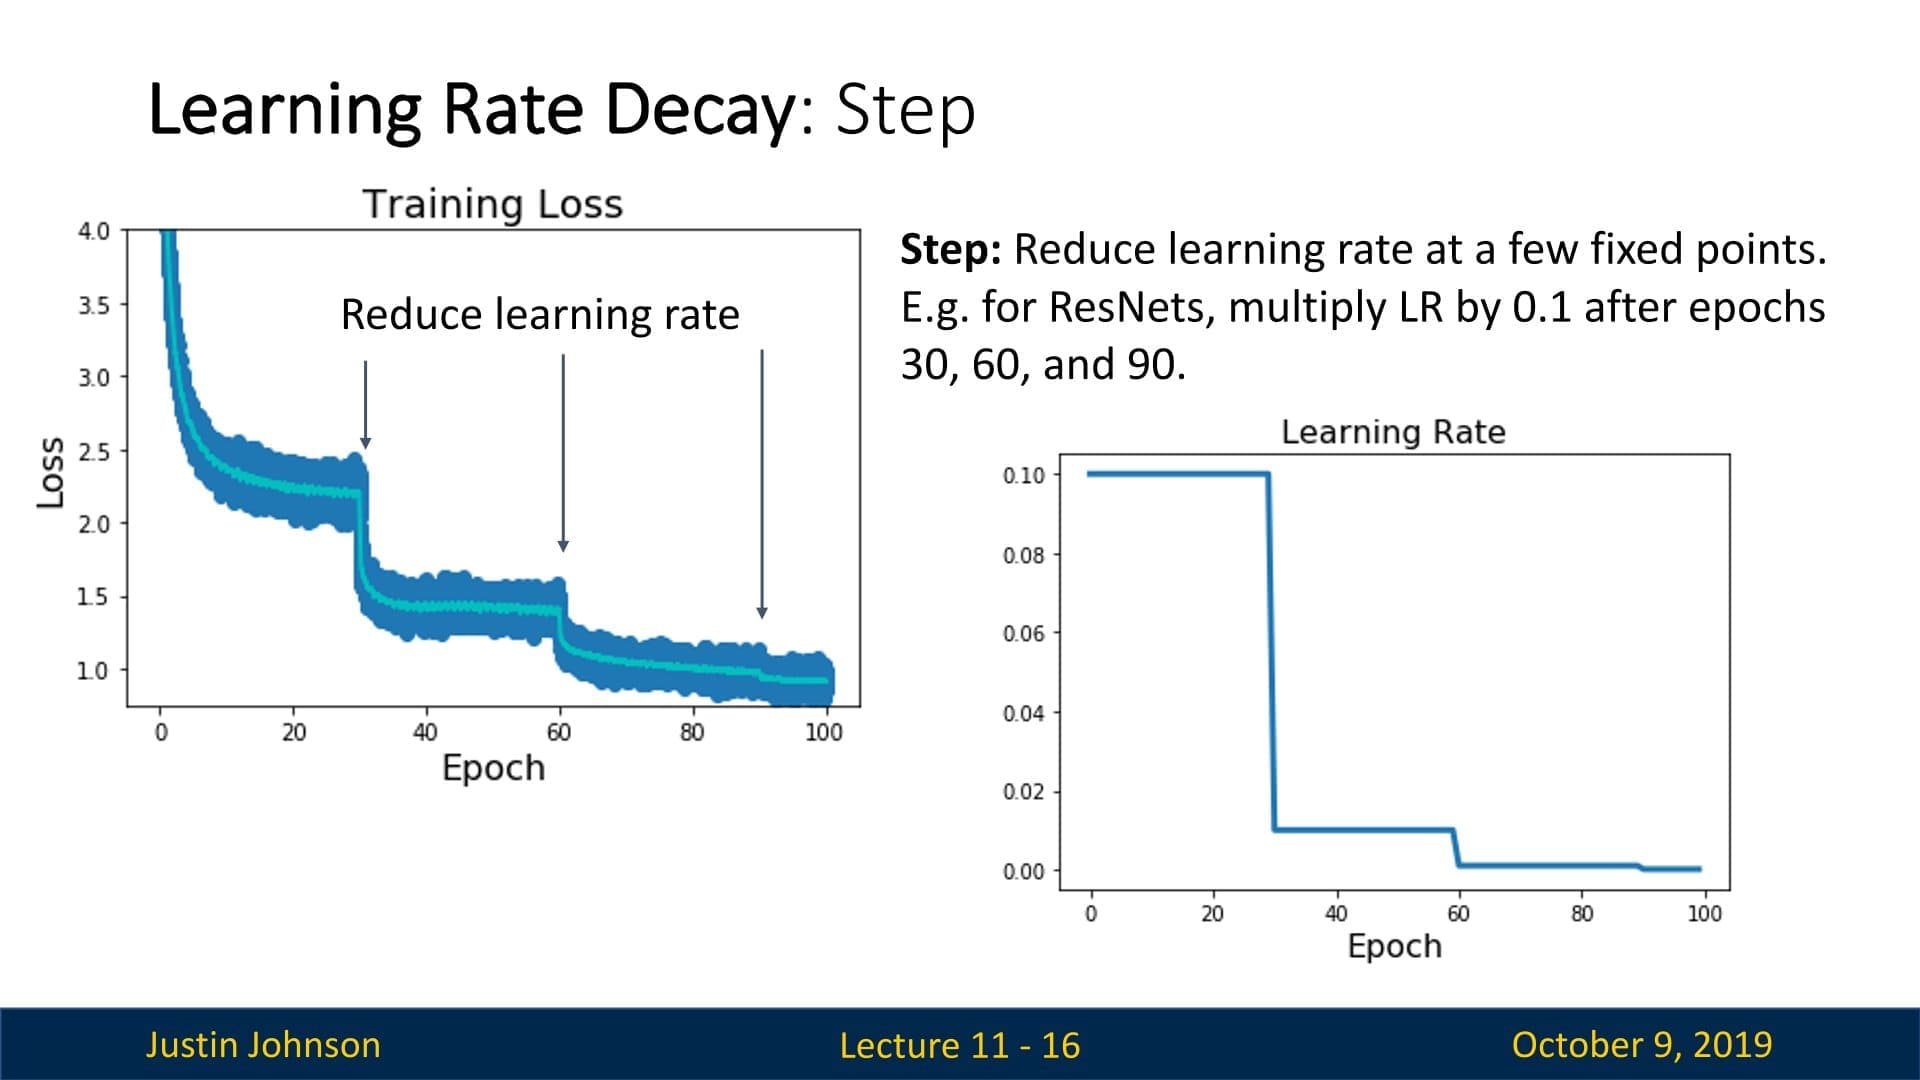 Learning Rate Decay: Step
Training Loss
4.0
3.5
3.0
2.5
2.0
1.5
1.0
Loss
Reduce learning rate
0 20 40 60 80 100
Epoch
Step: Reduce learning rate at a few fixed points.
E.g. for ResNets, multiply LR by 0.1 after epochs
30, 60, and 90.
Learning Rate
0.10
0.08
0.06
0.04
0.02
0.00
0 20 40 60 80 100
Epoch
Justin Johnson
Lecture 11 - 16
October 9, 2019